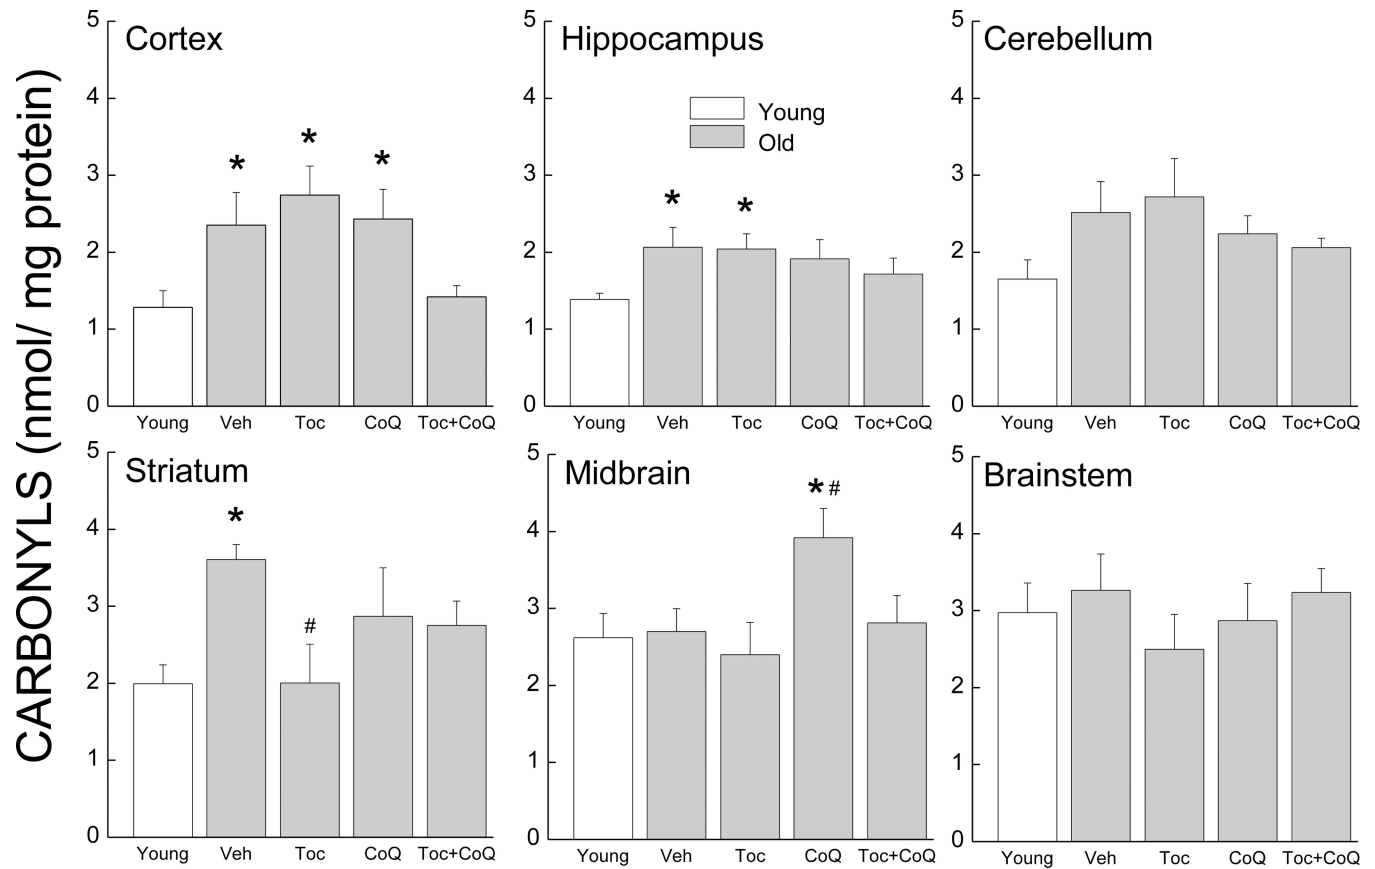 CARBONYLS (nmol/ mg protein)
Cortex
5
4
3
2
1
0
*
*
*
Young Veh Toc CoQ Toc+CoQ
Hippocampus
5
4
3
2
1
0
Young
Old
*
*
Young Veh Toc CoQ Toc+CoQ
Cerebellum
5
4
3
2
1
0
Young Veh Toc CoQ Toc+CoQ
Striatum
5
4
3
2
1
0
*
#
Young Veh Toc CoQ Toc+CoQ
Midbrain
5
4
3
2
1
0
* #
Young Veh Toc CoQ Toc+CoQ
Brainstem
5
4
3
2
1
0
Young Veh Toc CoQ Toc+CoQ